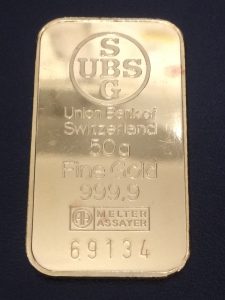 S
UBS
G
Union Bank of
Switzerland
50g
Fine Gold
999,9
MELTER
ASSAYER
69134